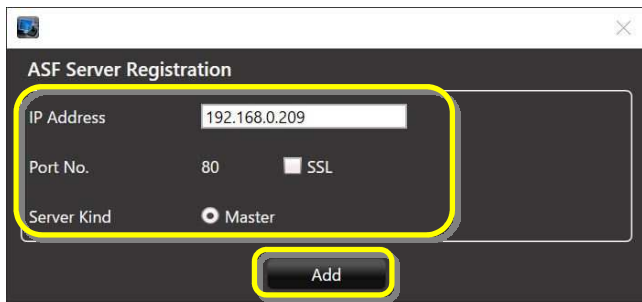 ASF Server Registration
IP Address 192.168.0.209
Port No. 80 SSL
Server Kind Master
Add